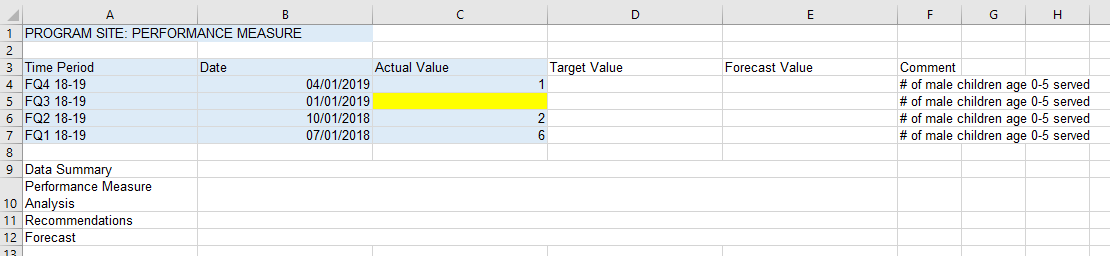 A B C D E F G H
1 PROGRAM SITE: PERFORMANCE MEASURE
2
3 Time Period Date Actual Value Target Value Forecast Value Comment
4 FQ4 18-19 04/01/2019 1 # of male children age 0-5 served
5 FQ3 18-19 01/01/2019 # of male children age 0-5 served
6 FQ2 18-19 10/01/2018 2 # of male children age 0-5 served
7 FQ1 18-19 07/01/2018 6 # of male children age 0-5 served
8
9 Data Summary
Performance Measure
10 Analysis
11 Recommendations
12 Forecast
13